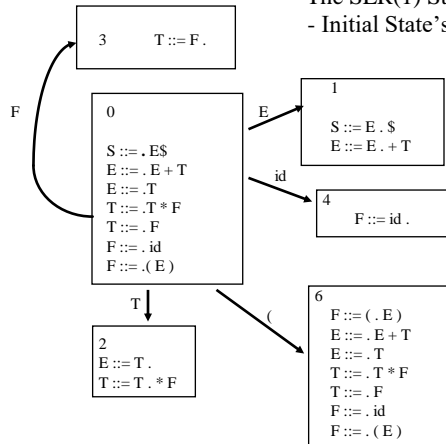 The SLR(1) St
- Initial State's
3 T ::= F .
F
0
S ::= . E$
E ::= . E + T
E ::= .T
T ::= .T * F
T ::= . F
F ::= . id
F ::= .( E )
E
1
S ::= E . $
E ::= E . + T
id
4
F ::= id .
T
2
E ::= T .
T ::= T . * F
(
6
F ::= ( . E )
E ::= . E + T
E ::= . T
T ::= . T * F
T ::= . F
F ::= . id
F ::= . ( E )